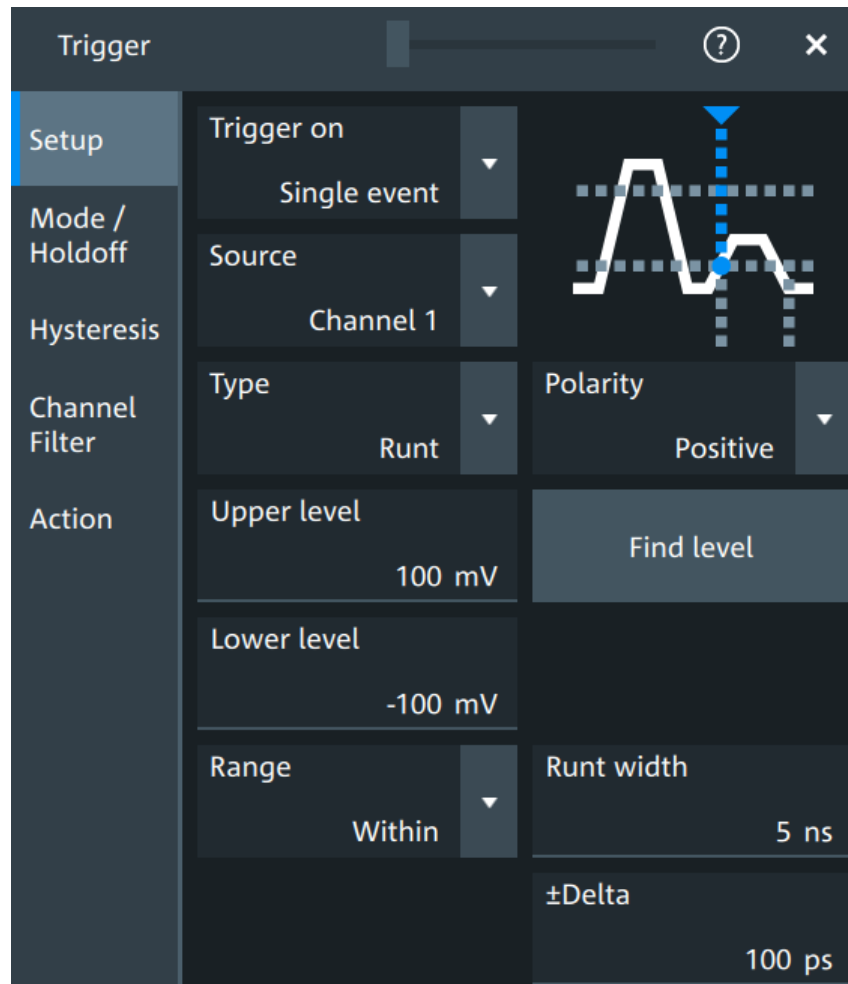 Trigger
?
Setup
Mode /
Holdoff
Hysteresis
Channel
Filter
Action
Trigger on
Single event
Source
Channel 1
Type
Runt
Polarity
Positive
Upper level
100 mV
Find level
Lower level
-100 mV
Range
Within
Runt width
5 ns
±Delta
100 ps